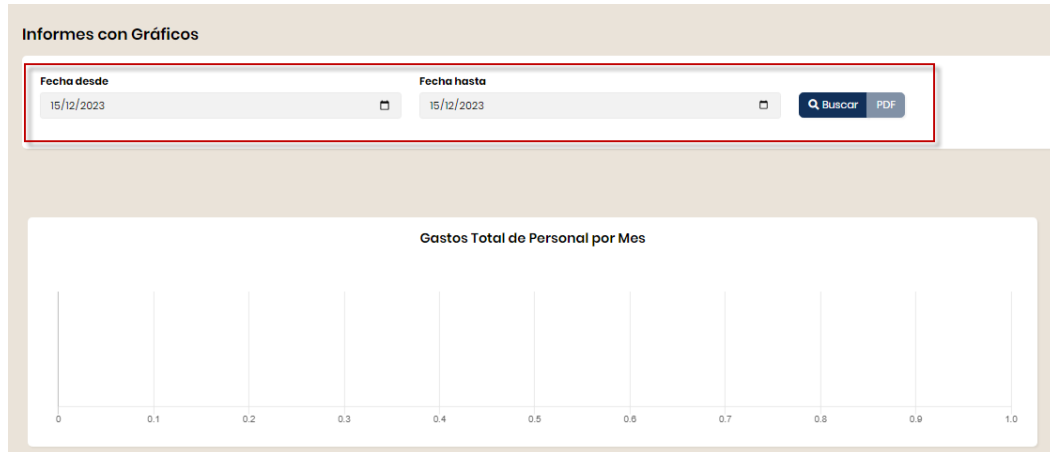 Informes con Gráficos
Fecha desde Fecha hasta
15/12/2023 15/12/2023 Buscar PDF
Gastos Total de Personal por Mes
0 0.1 0.2 0.3 0.4 0.5 0.6 0.7 0.8 0.9 1.0